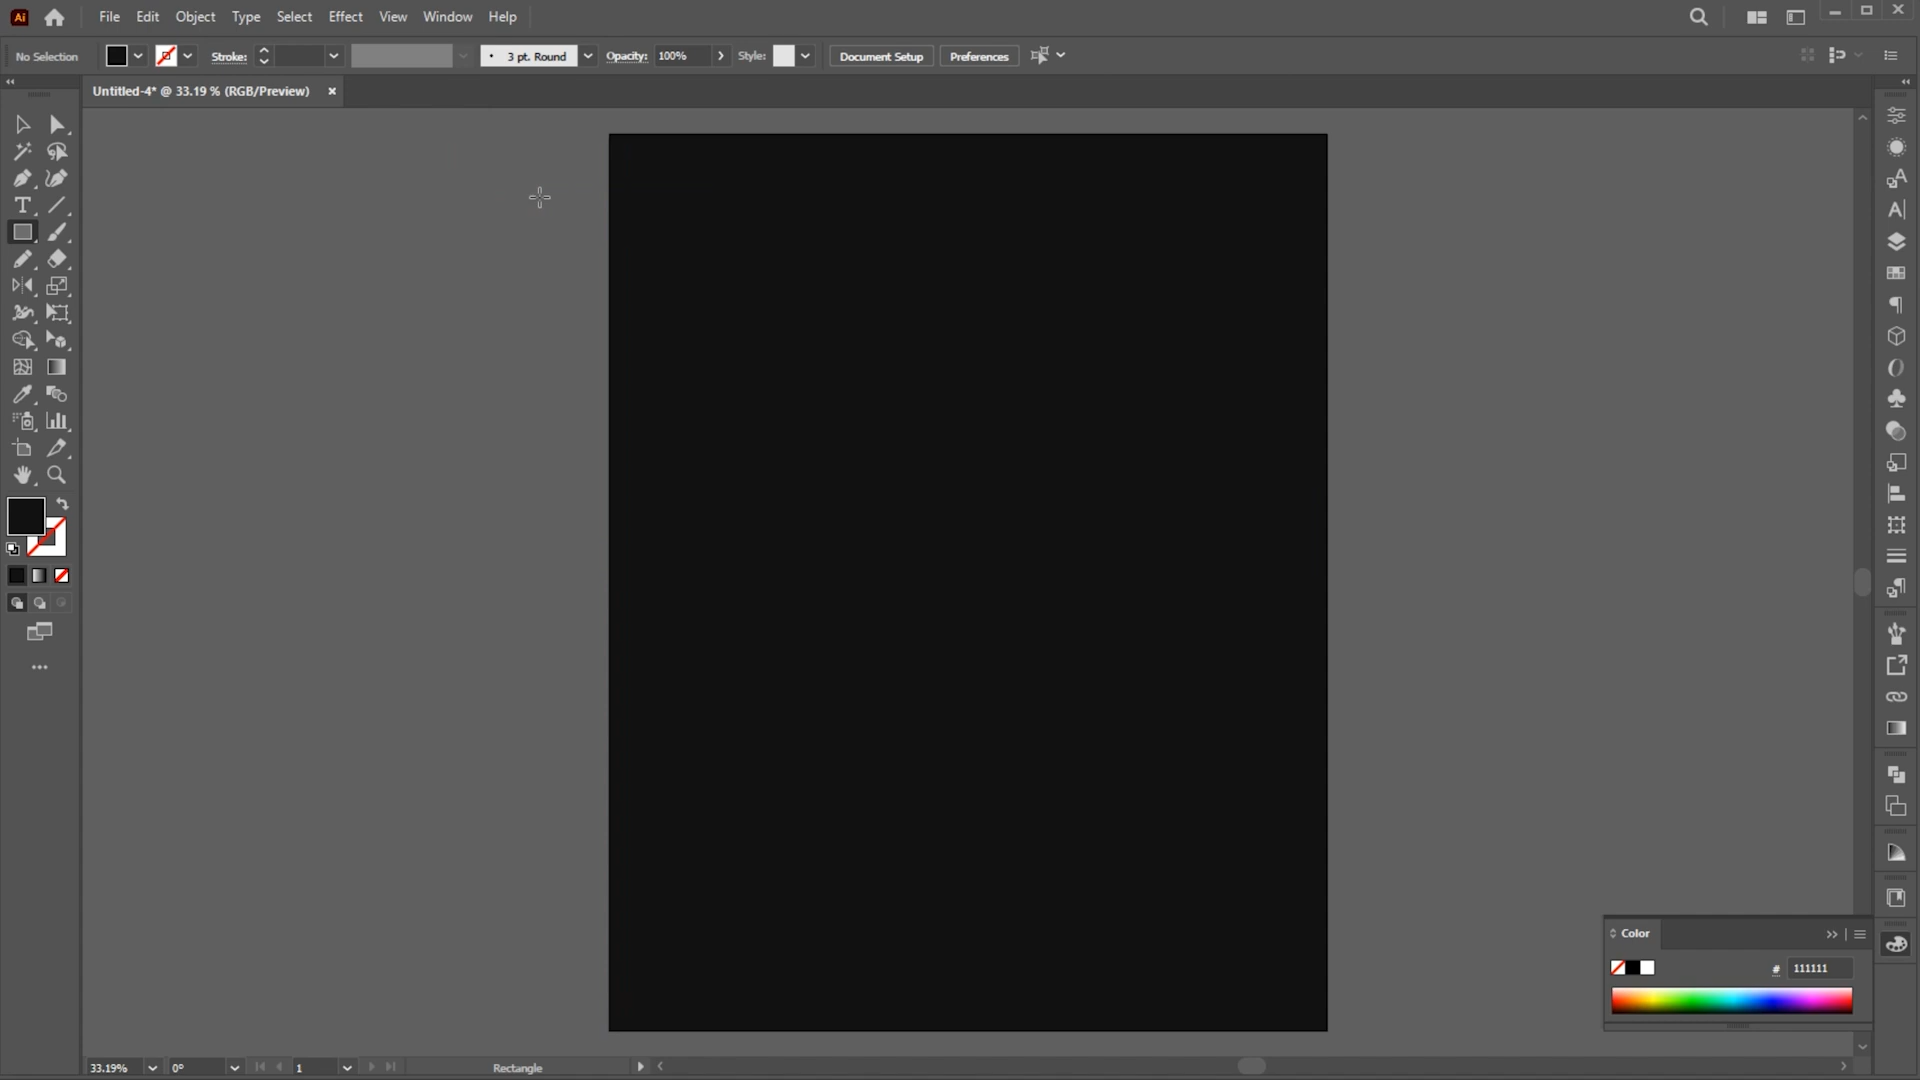 Ai File Edit Object Type Select Effect View Window Help
No Selection Stroke: 3 pt. Round Opacity: 100% Style: Document Setup Preferences
Untitled-4* @ 33.19 % (RGB/Preview) ×
Color
# 111111
33.19% 0° 1 Rectangle